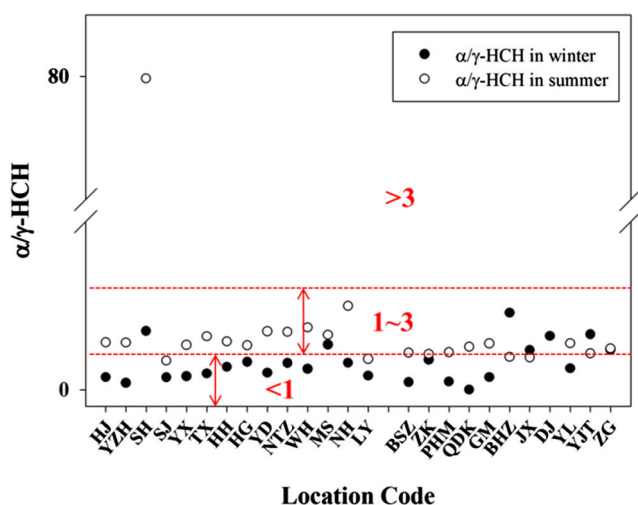 α/γ-HCH in winter
α/γ-HCH in summer
80
α/γ-HCH
>3
1~3
<1
0
HJ YZH SH SJ YX TX HH HG YD NTZ WH MS NH LY BSZ ZK PHM QDK GM BHZ JX DJ YL YJT ZG
Location Code